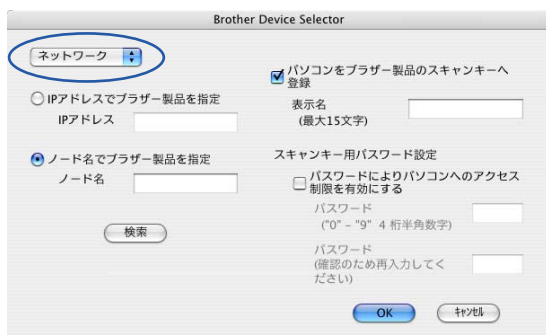 Brother Device Selector
ネットワーク
IPアドレスでブラザー製品を指定
IPアドレス
ノード名でブラザー製品を指定
ノード名
検索
パソコンをブラザー製品のスキャンキーへ
登録
表示名
(最大15文字)
スキャンキー用パスワード設定
パスワードによりパソコンへのアクセス
制限を有効にする
パスワード
("0" – "9" 4 桁半角数字)
パスワード
(確認のため再入力してく
ださい)
OK
キャンセル